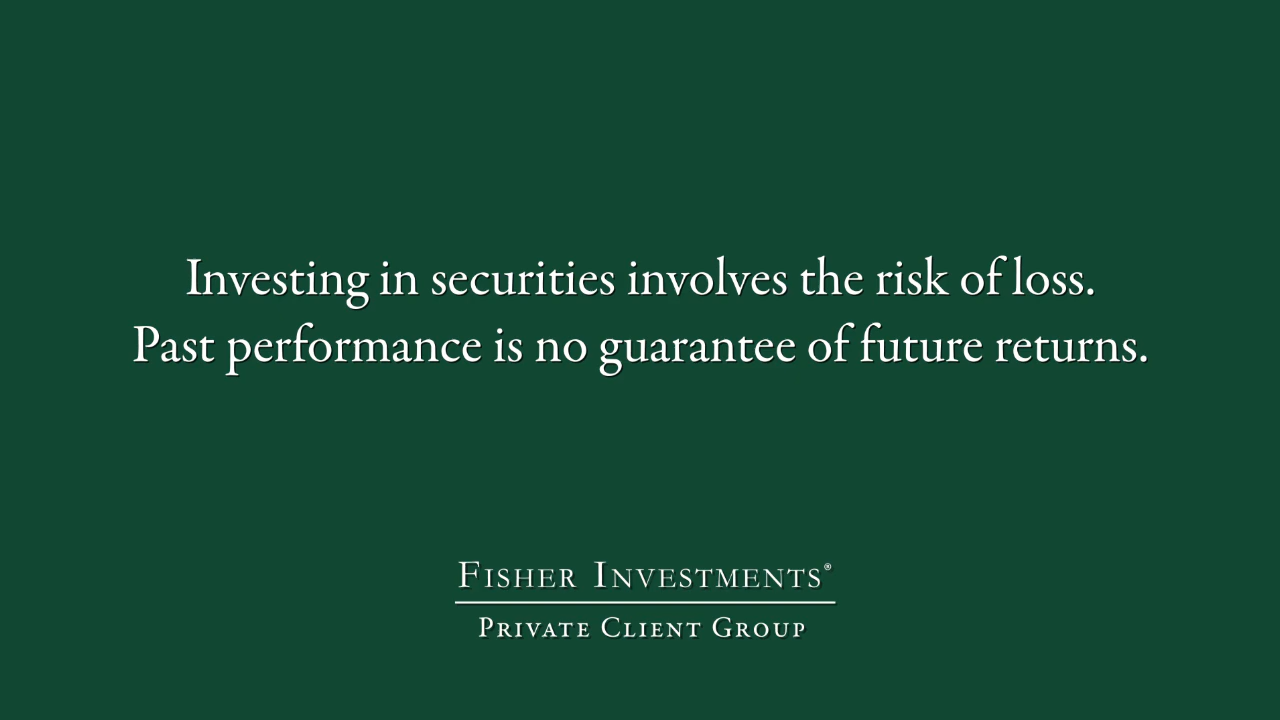 Investing in securities involves the risk of loss.
Past performance is no guarantee of future returns.
FISHER INVESTMENTS®
PRIVATE CLIENT GROUP